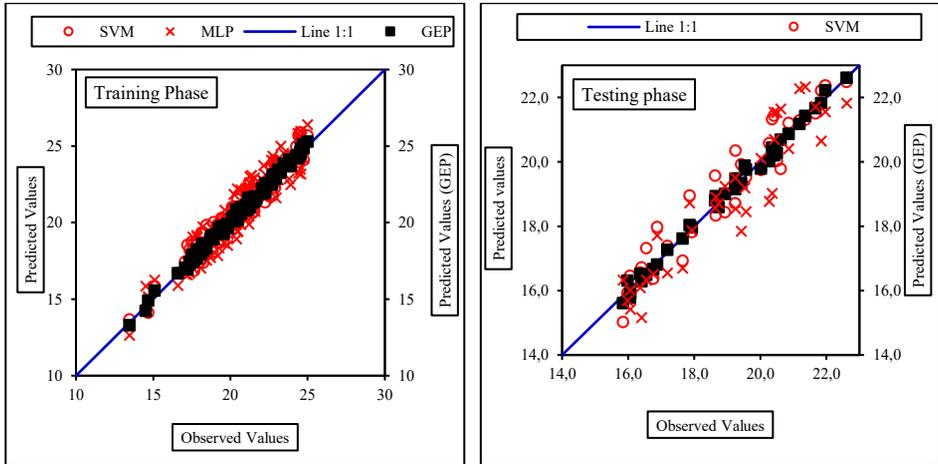 SVM MLP Line 1:1 GEP
Training Phase
30
25
20
15
10
30
25
20
15
10
10 15 20 25 30
Predicted Values
Predicted Values (GEP)
Observed Values
Line 1:1 SVM
Testing phase
22,0
20,0
18,0
16,0
14,0
22,0
20,0
18,0
16,0
14,0
14,0 16,0 18,0 20,0 22,0
Predicted values
Predicted Values (GEP)
Observed Values